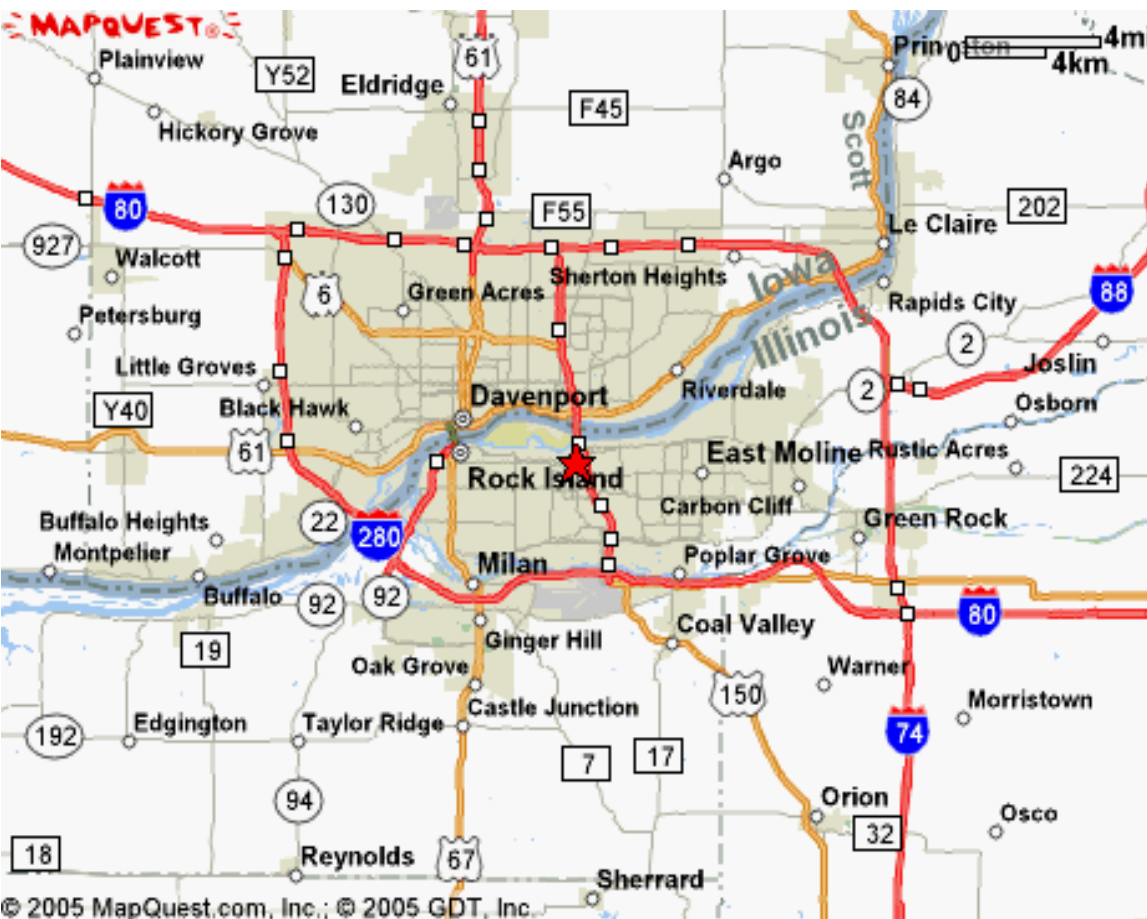 MAPQUEST®
Princeton
0
4m
4km
Plainview
Y52
61
Eldridge
F45
84
Hickory Grove
Scott
Argo
80
130
F55
202
927
Le Claire
Walcott
Sherton Heights
Iowa
6
Green Acres
Rapids City
88
Petersburg
Illinois
2
Little Groves
Joslin
Riverdale
2
Davenport
Y40
Black Hawk
Osborn
61
East Moline
Rustic Acres
Rock Island
224
Carbon Cliff
22
Buffalo Heights
280
Green Rock
Montpelier
Milan
Poplar Grove
Buffalo
92
92
80
Coal Valley
19
Ginger Hill
Oak Grove
Warner
150
Morristown
192
Edgington
Taylor Ridge
Castle Junction
74
7
17
94
Orion
Osco
32
18
Reynolds
67
Sherrard
© 2005 MapQuest.com, Inc.; © 2005 GDT, Inc.